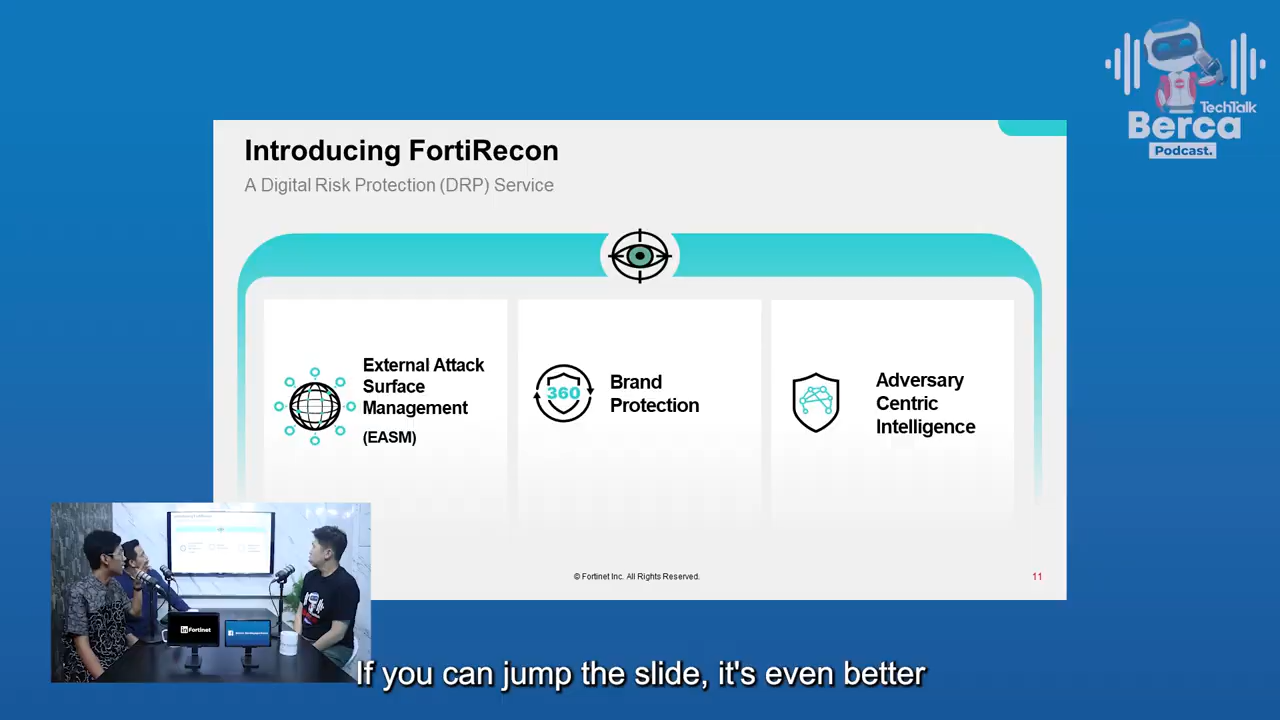 TechTalk
Berca
Podcast.
Introducing FortiRecon
A Digital Risk Protection (DRP) Service
External Attack
Surface
Management
(EASM)
360
Brand
Protection
Adversary
Centric
Intelligence
© Fortinet Inc. All Rights Reserved.
11
Fortinet
If you can jump the slide, it's even better